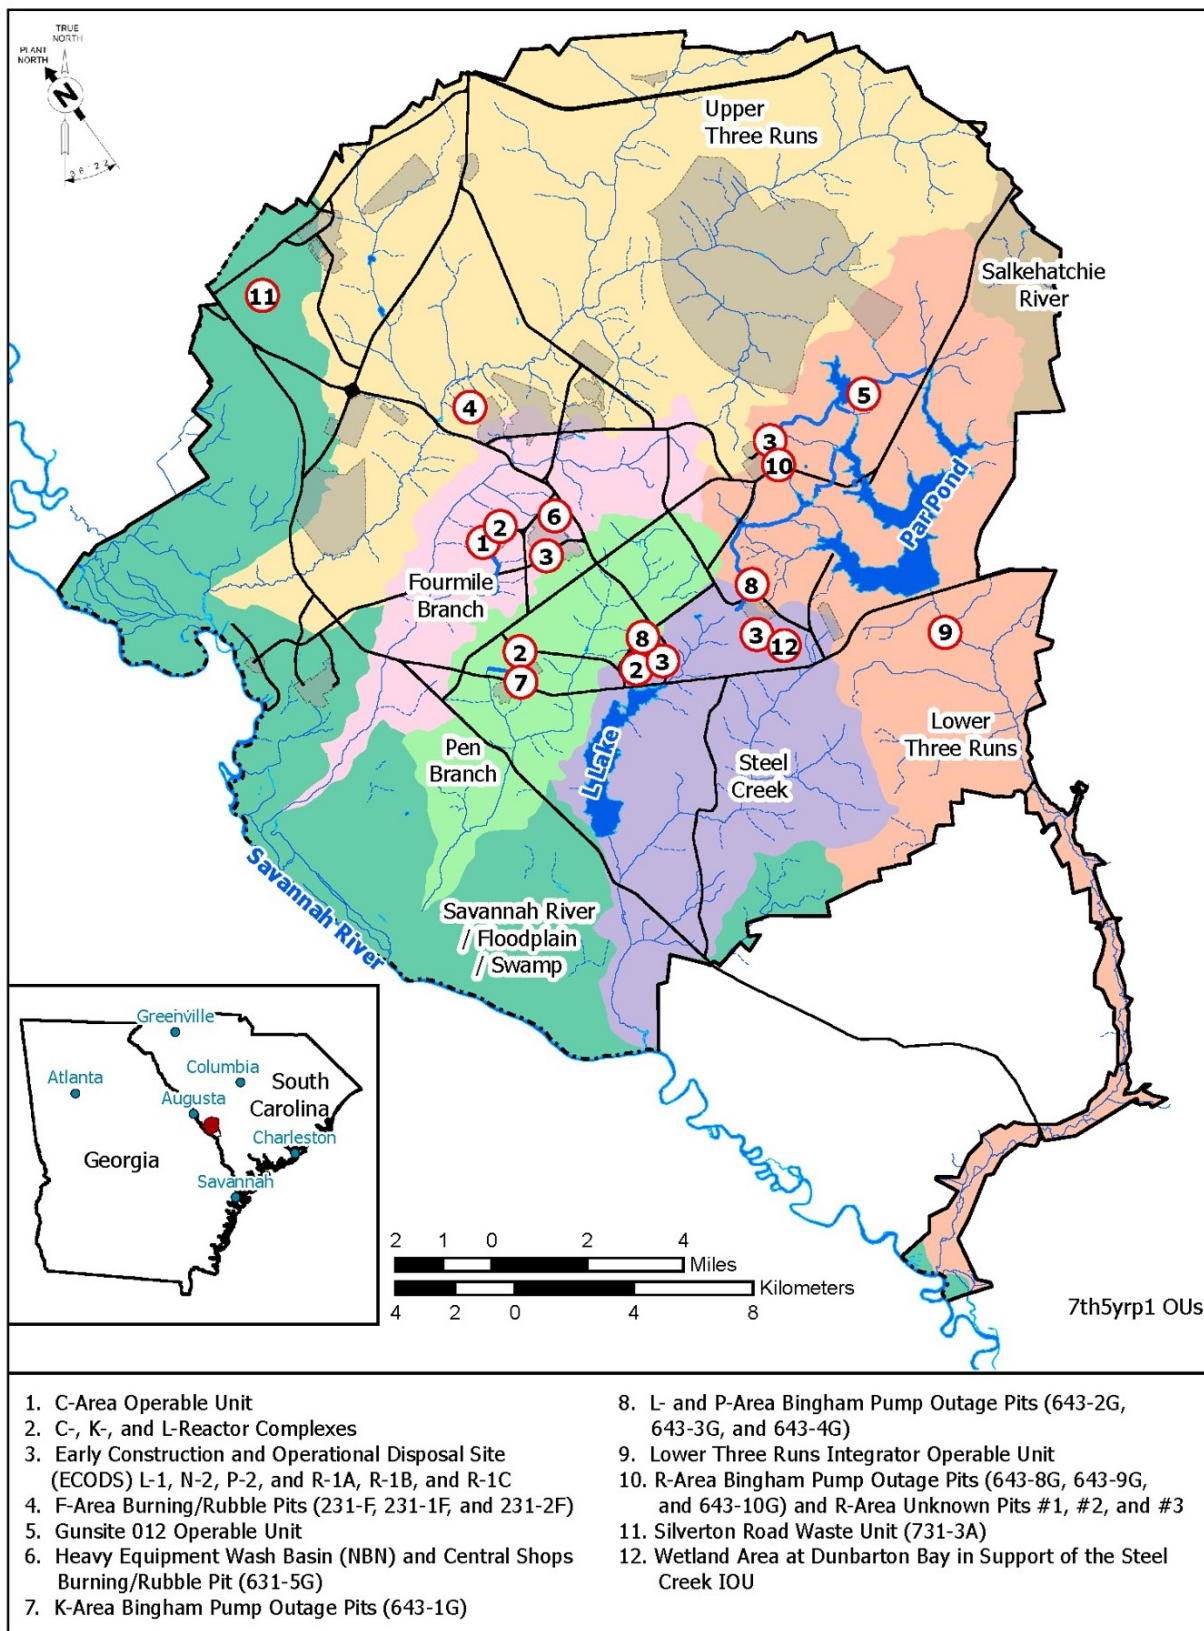 TRUE
NORTH
PLANT
NORTH
N
36-22
Upper
Three Runs
Salkehatchie
River
11
4
5
3
10
Par Pond
2
6
1
3
Fourmile
Branch
8
8
3
12
9
2
7
2
3
Lower
Three Runs
Pen
Branch
L Lake
Steel
Creek
Savannah River
Savannah River
/ Floodplain
/ Swamp
Greenville
Atlanta
Columbia
South
Carolina
Augusta
Charleston
Georgia
Savannah
2 1 0 2 4
Miles
Kilometers
4 2 0 4 8
7th5yrp1 OUs
1. C-Area Operable Unit
2. C-, K-, and L-Reactor Complexes
3. Early Construction and Operational Disposal Site
(ECODS) L-1, N-2, P-2, and R-1A, R-1B, and R-1C
4. F-Area Burning/Rubble Pits (231-F, 231-1F, and 231-2F)
5. Gunsite 012 Operable Unit
6. Heavy Equipment Wash Basin (NBN) and Central Shops
Burning/Rubble Pit (631-5G)
7. K-Area Bingham Pump Outage Pits (643-1G)
8. L- and P-Area Bingham Pump Outage Pits (643-2G,
643-3G, and 643-4G)
9. Lower Three Runs Integrator Operable Unit
10. R-Area Bingham Pump Outage Pits (643-8G, 643-9G,
and 643-10G) and R-Area Unknown Pits #1, #2, and #3
11. Silverton Road Waste Unit (731-3A)
12. Wetland Area at Dunbarton Bay in Support of the Steel
Creek IOU